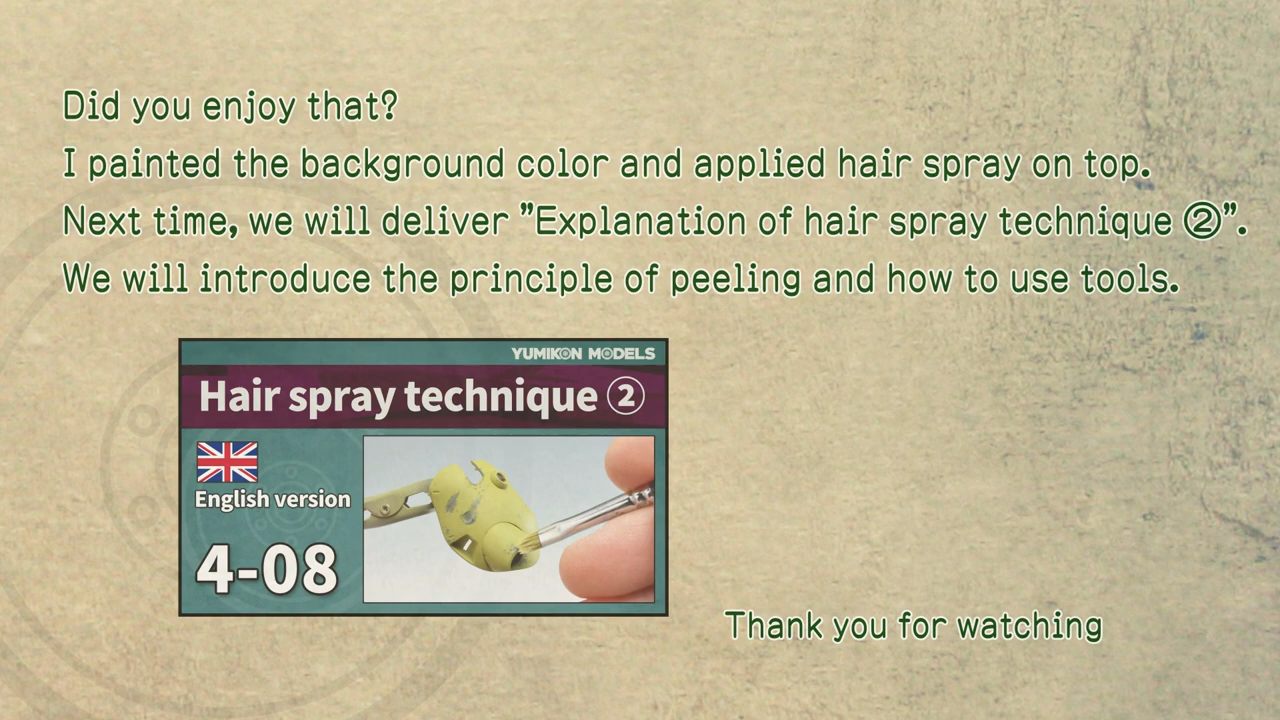 Did you enjoy that?
I painted the background color and applied hair spray on top.
Next time, we will deliver ”Explanation of hair spray technique ②”.
We will introduce the principle of peeling and how to use tools.
YUMIKON MODELS
Hair spray technique ②
English version
4-08
Thank you for watching